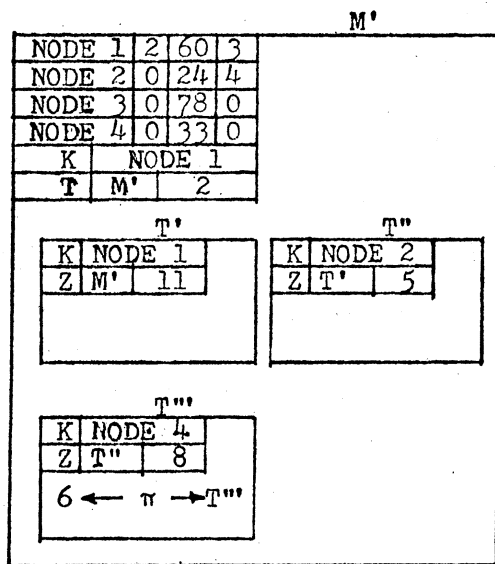 M'
NODE 1 2 60 3
NODE 2 0 24 4
NODE 3 0 78 0
NODE 4 0 33 0
K NODE 1
T M' 2
T' T"
K NODE 1 K NODE 2
Z M' 11 Z T' 5
T"'
K NODE 4
Z T" 8
6 ← π → T"'